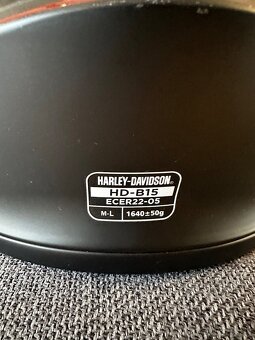 HARLEY-DAVIDSON
HD-B15
ECER22-05
M-L 1640±50g